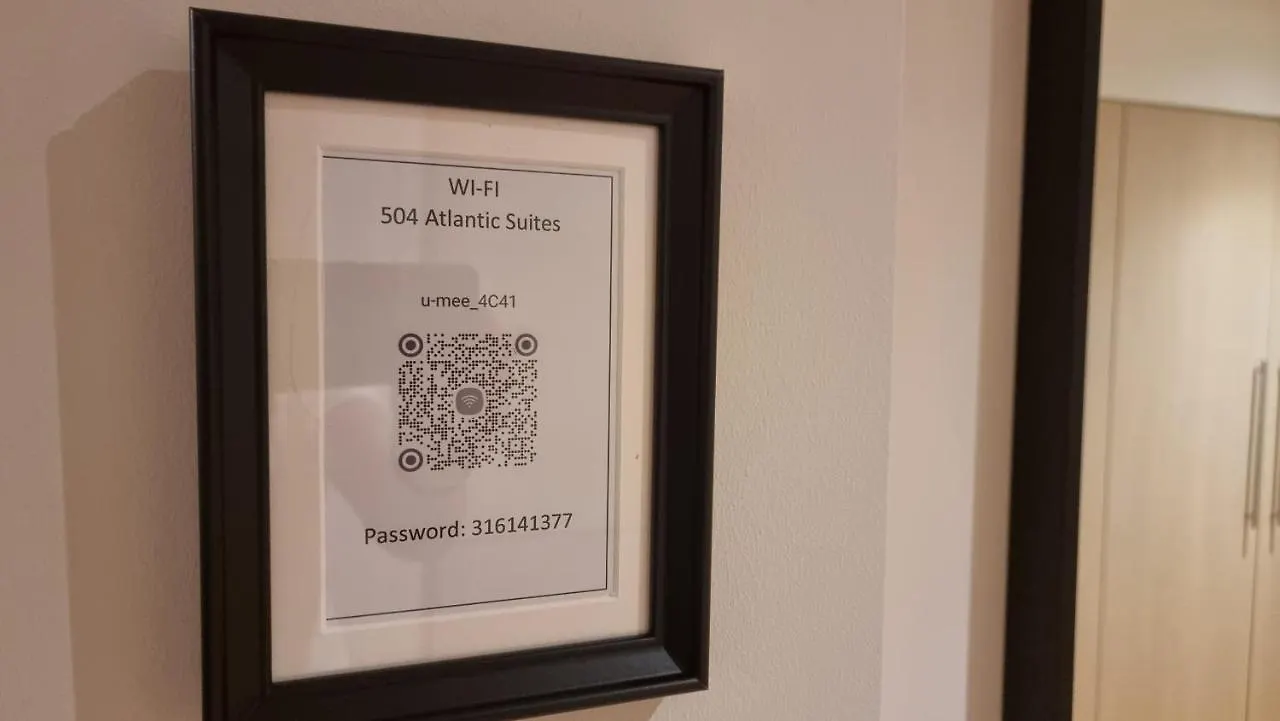 WI-FI
504 Atlantic Suites
u-mee_4C41
Password: 316141377